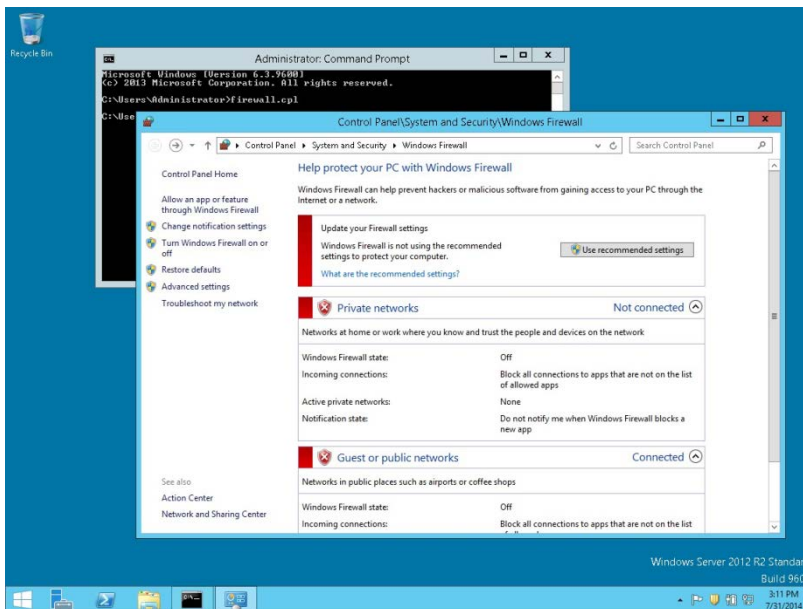 Recycle Bin
Administrator: Command Prompt
Microsoft Windows [Version 6.3.9600]
(c) 2013 Microsoft Corporation. All rights reserved.
C:\Users\Administrator>firewall.cpl
C:\Use
Control Panel\System and Security\Windows Firewall
Control Panel System and Security Windows Firewall
Search Control Panel
Control Panel Home
Allow an app or feature
through Windows Firewall
Change notification settings
Turn Windows Firewall on or
off
Restore defaults
Advanced settings
Troubleshoot my network
See also
Action Center
Network and Sharing Center
Help protect your PC with Windows Firewall
Windows Firewall can help prevent hackers or malicious software from gaining access to your PC through the
Internet or a network.
Update your Firewall settings
Windows Firewall is not using the recommended
settings to protect your computer.
What are the recommended settings?
Use recommended settings
Private networks Not connected
Networks at home or work where you know and trust the people and devices on the network
Windows Firewall state: Off
Incoming connections: Block all connections to apps that are not on the list
of allowed apps
Active private networks: None
Notification state: Do not notify me when Windows Firewall blocks a
new app
Guest or public networks Connected
Networks in public places such as airports or coffee shops
Windows Firewall state: Off
Incoming connections: Block all connections to apps that are not on the list
Windows Server 2012 R2 Standar
Build 960
3:11 PM
7/31/2014